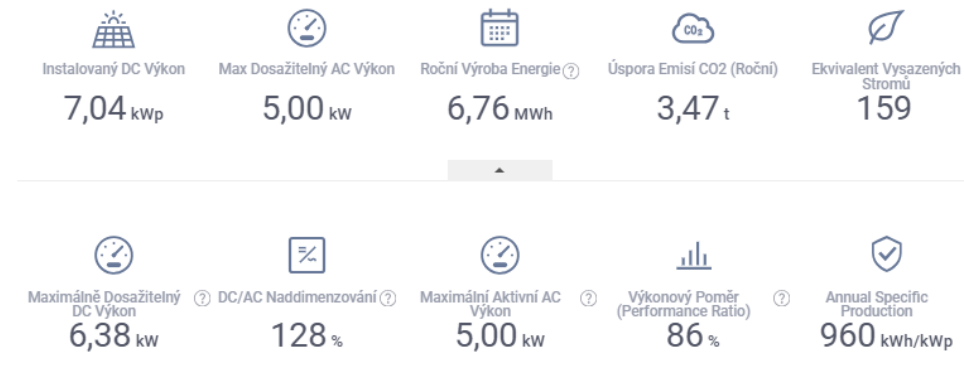 CO₂
Instalovaný DC Výkon
Max Dosažitelný AC Výkon
Roční Výroba Energie ?
Úspora Emisí CO2 (Roční)
Ekvivalent Vysazených
Stromů
7,04 kWp
5,00 kW
6,76 MWh
3,47 t
159
Maximálně Dosažitelný
DC Výkon ?
DC/AC Naddimenzování ?
Maximální Aktivní AC
Výkon ?
Výkonový Poměr
(Performance Ratio) ?
Annual Specific
Production
6,38 kW
128 %
5,00 kW
86 %
960 kWh/kWp